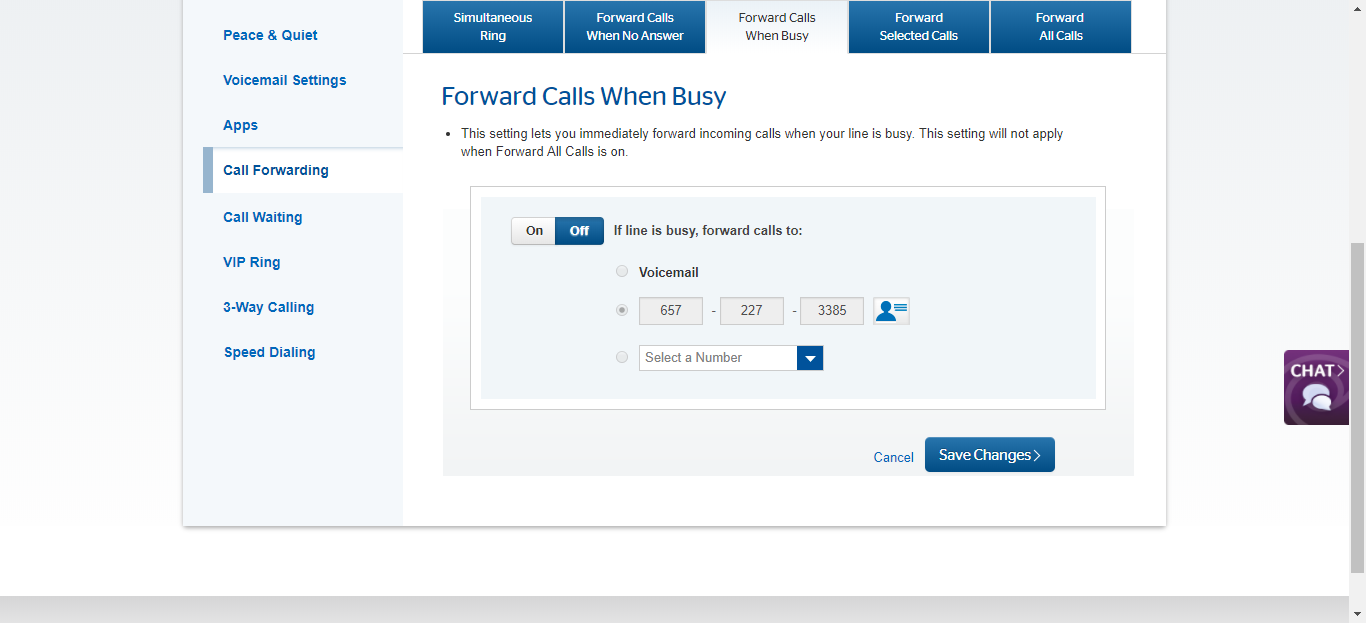 Peace & Quiet
Voicemail Settings
Apps
Call Forwarding
Call Waiting
VIP Ring
3-Way Calling
Speed Dialing
Simultaneous
Ring
Forward Calls
When No Answer
Forward Calls
When Busy
Forward
Selected Calls
Forward
All Calls
Forward Calls When Busy
• This setting lets you immediately forward incoming calls when your line is busy. This setting will not apply
when Forward All Calls is on.
On Off If line is busy, forward calls to:
Voicemail
657 - 227 - 3385
Select a Number
Cancel Save Changes
CHAT